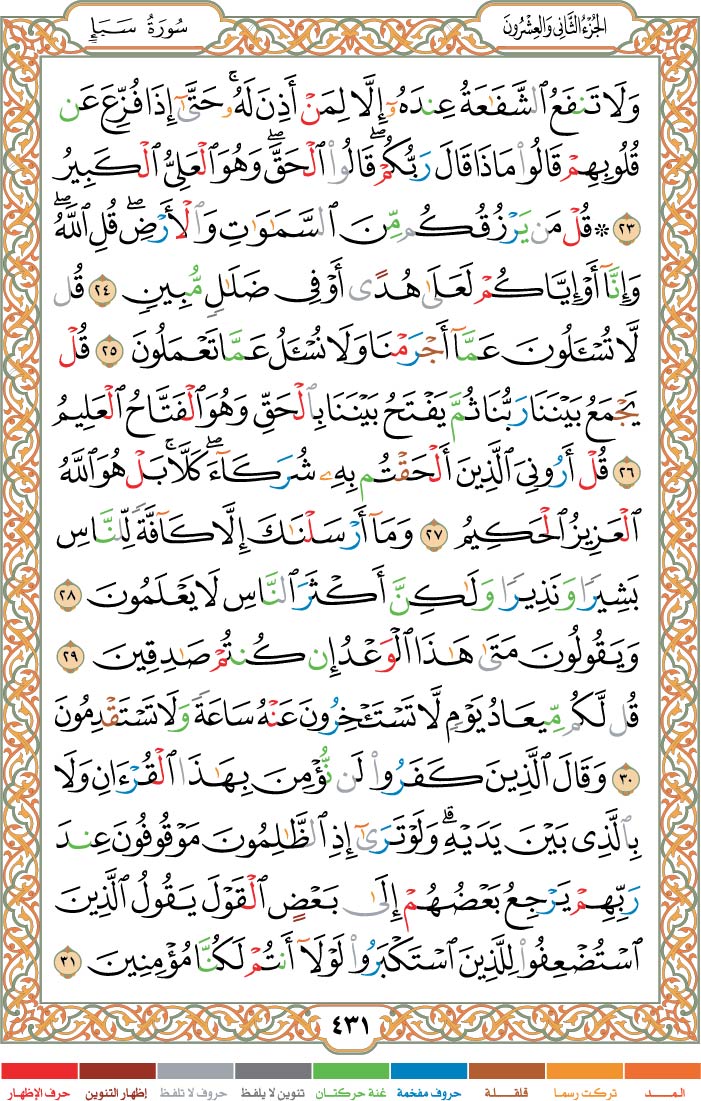 الجُزْءُ الثَّانِي وَالعِشْرُونَ
سُورَةُ سَبَإٍ
وَلَا تَنفَعُ ٱلشَّفَٰعَةُ عِندَهُۥٓ إِلَّا لِمَنْ أَذِنَ لَهُۥ ۚ حَتَّىٰٓ إِذَا فُزِّعَ عَن
قُلُوبِهِمْ قَالُوا۟ مَاذَا قَالَ رَبُّكُمْ ۖ قَالُوا۟ ٱلْحَقَّ ۖ وَهُوَ ٱلْعَلِىُّ ٱلْكَبِيرُ
٢٣ ۞ قُلْ مَن يَرْزُقُكُم مِّنَ ٱلسَّمَٰوَٰتِ وَٱلْأَرْضِ ۖ قُلِ ٱللَّهُ ۖ
وَإِنَّآ أَوْ إِيَّاكُمْ لَعَلَىٰ هُدًى أَوْ فِى ضَلَٰلٍ مُّبِينٍ ٢٤ قُل
لَّا تُسْـَٔلُونَ عَمَّآ أَجْرَمْنَا وَلَا نُسْـَٔلُ عَمَّا تَعْمَلُونَ ٢٥ قُلْ
يَجْمَعُ بَيْنَنَا رَبُّنَا ثُمَّ يَفْتَحُ بَيْنَنَا بِٱلْحَقِّ وَهُوَ ٱلْفَتَّاحُ ٱلْعَلِيمُ
٢٦ قُلْ أَرُونِىَ ٱلَّذِينَ أَلْحَقْتُم بِهِۦ شُرَكَآءَ ۖ كَلَّا ۚ بَلْ هُوَ ٱللَّهُ
ٱلْعَزِيزُ ٱلْحَكِيمُ ٢٧ وَمَآ أَرْسَلْنَٰكَ إِلَّا كَآفَّةً لِّلنَّاسِ
بَشِيرًا وَنَذِيرًا وَلَٰكِنَّ أَكْثَرَ ٱلنَّاسِ لَا يَعْلَمُونَ ٢٨
وَيَقُولُونَ مَتَىٰ هَٰذَا ٱلْوَعْدُ إِن كُنتُمْ صَٰدِقِينَ ٢٩
قُل لَّكُم مِّيعَادُ يَوْمٍ لَّا تَسْتَـْٔخِرُونَ عَنْهُ سَاعَةً وَلَا تَسْتَقْدِمُونَ
٣٠ وَقَالَ ٱلَّذِينَ كَفَرُوا۟ لَن نُّؤْمِنَ بِهَٰذَا ٱلْقُرْءَانِ وَلَا
بِٱلَّذِى بَيْنَ يَدَيْهِ ۗ وَلَوْ تَرَىٰٓ إِذِ ٱلظَّٰلِمُونَ مَوْقُوفُونَ عِندَ
رَبِّهِمْ يَرْجِعُ بَعْضُهُمْ إِلَىٰ بَعْضٍ ٱلْقَوْلَ يَقُولُ ٱلَّذِينَ
ٱسْتُضْعِفُوا۟ لِلَّذِينَ ٱسْتَكْبَرُوا۟ لَوْلَآ أَنتُمْ لَكُنَّا مُؤْمِنِينَ ٣١
٤٣١
المـــد تركت رسما قلقـلة حروف مفخمة غنة حركتان تنوين لا يلفظ حروف لا تلفظ إظهار التنوين حرف الإظهار